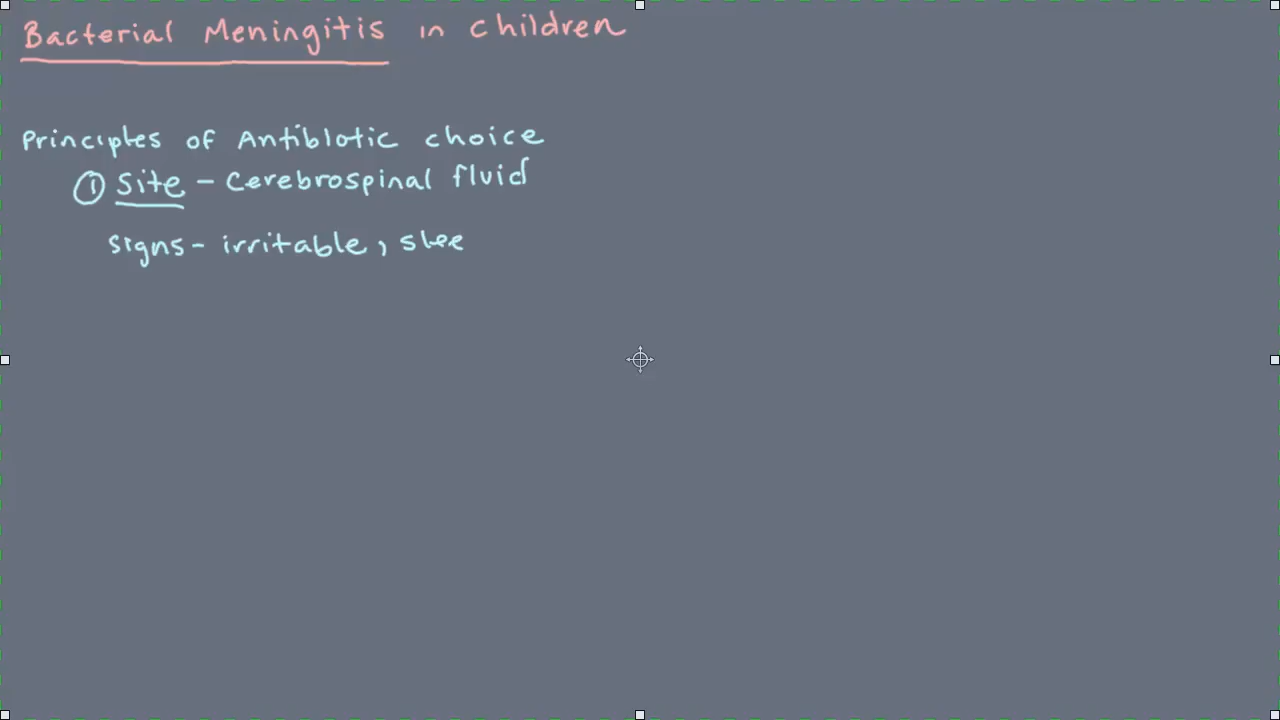 Bacterial Meningitis in children
Principles of Antibiotic choice
① Site - Cerebrospinal fluid
signs - irritable, slee